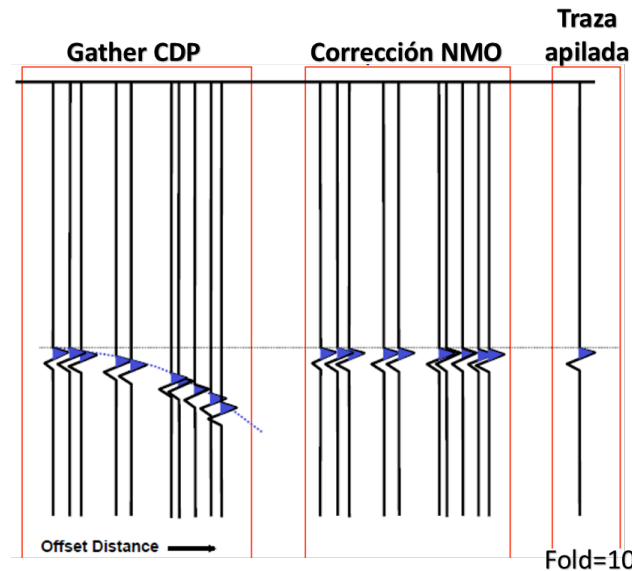 Gather CDP
Corrección NMO
Traza
apilada
Offset Distance
Fold=10